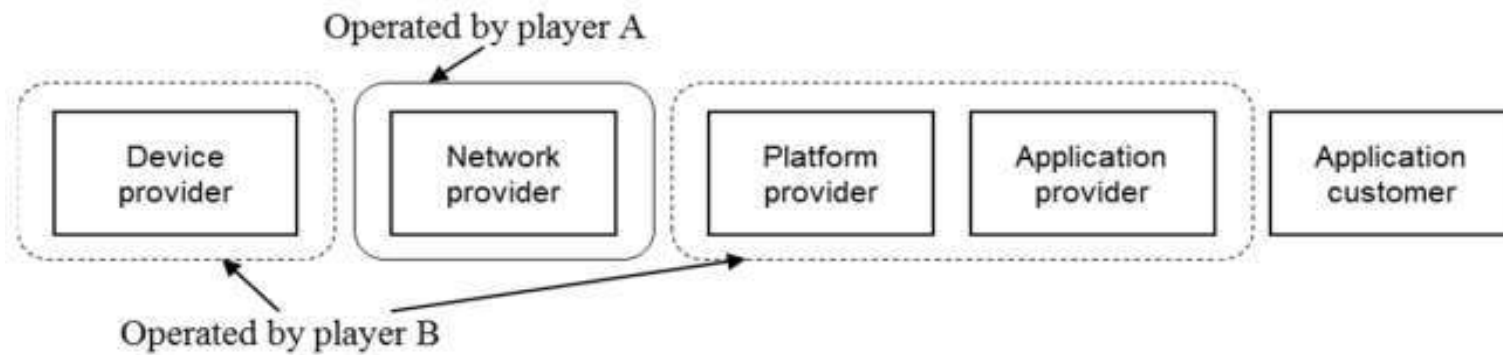 Operated by player A
Device
provider
Network
provider
Platform
provider
Application
provider
Application
customer
Operated by player B